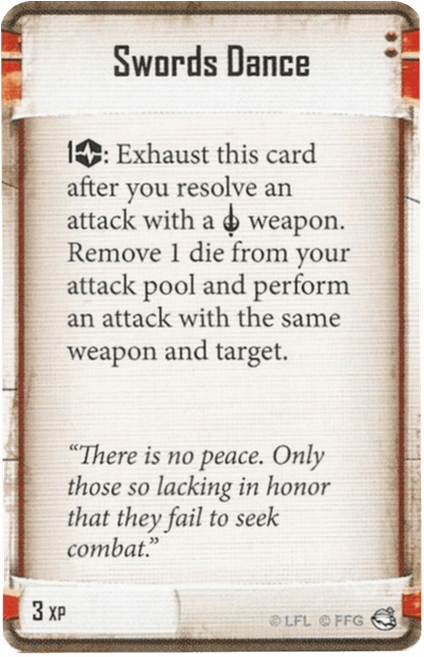 Swords Dance
1: Exhaust this card
after you resolve an
attack with a weapon.
Remove 1 die from your
attack pool and perform
an attack with the same
weapon and target.
“There is no peace. Only
those so lacking in honor
that they fail to seek
combat.”
3 XP
© LFL © FFG